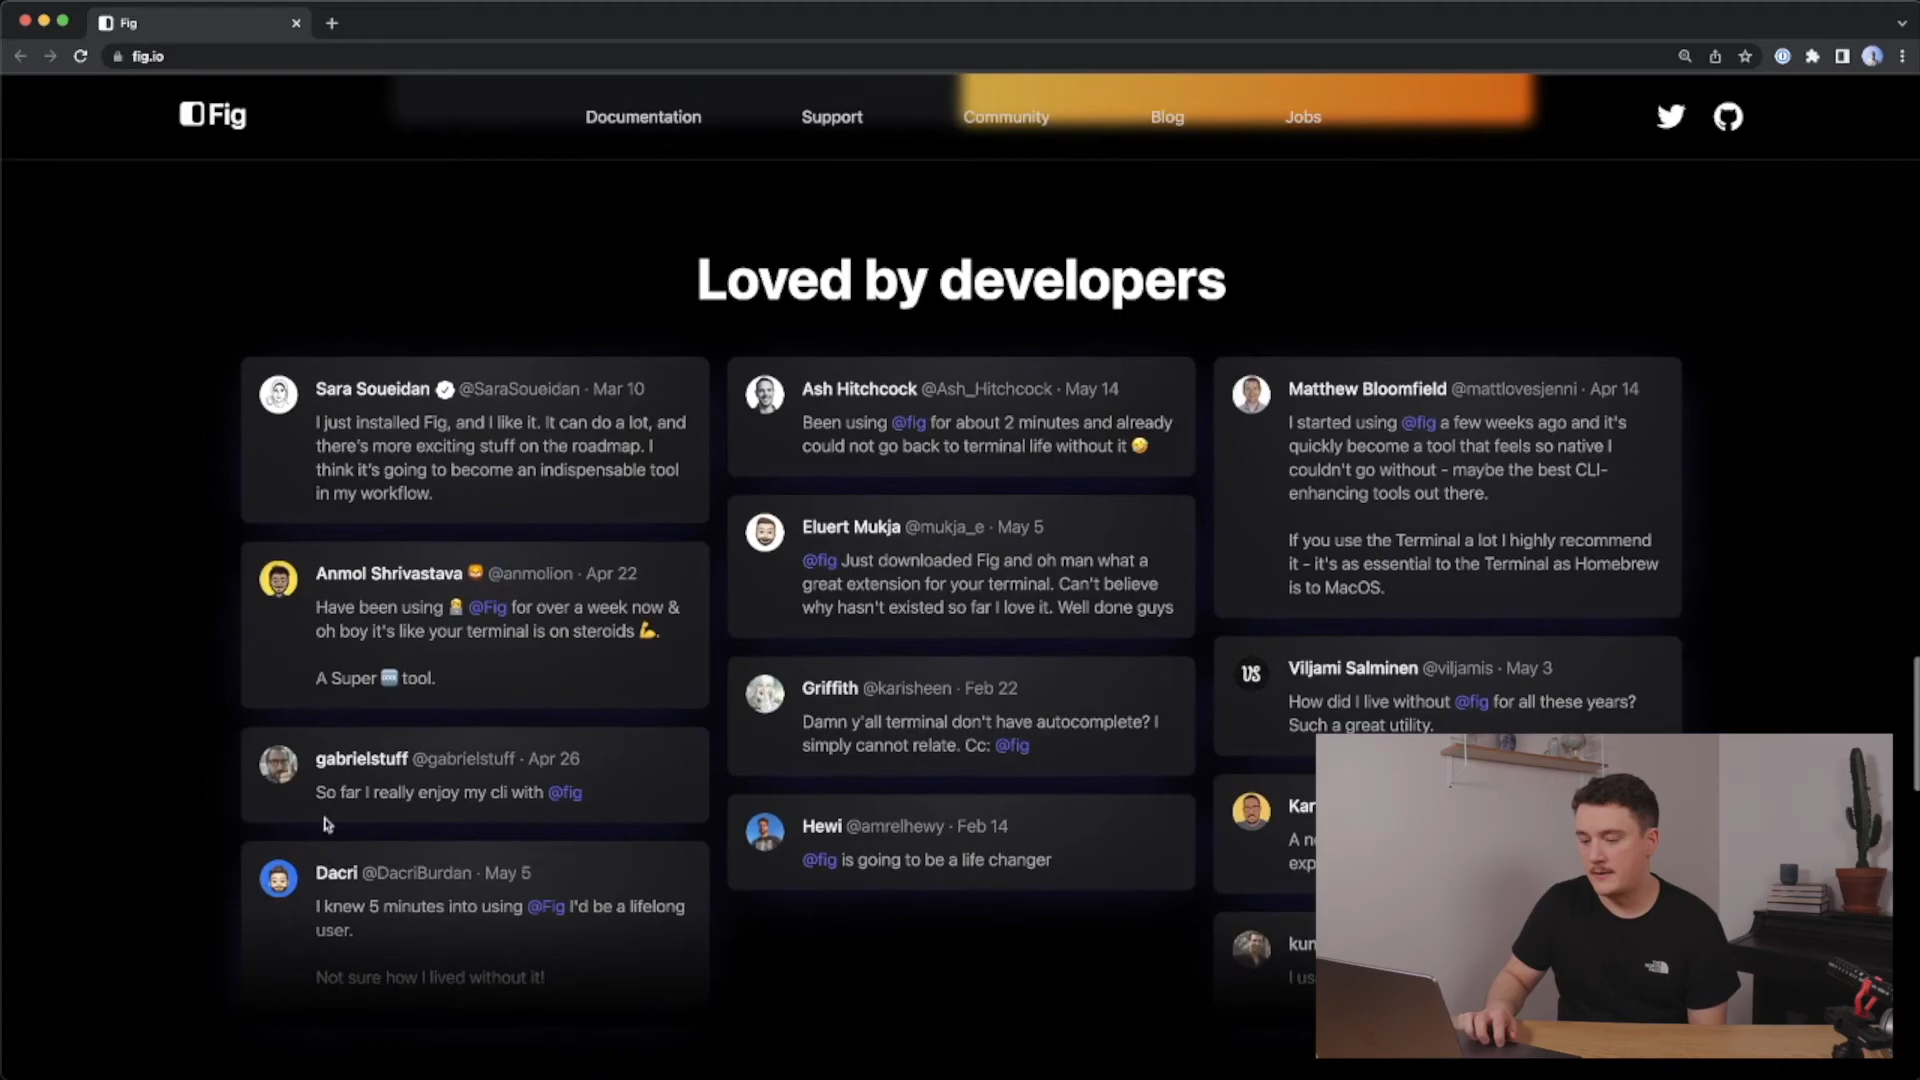 Fig
fig.io
Fig
Documentation
Support
Community
Blog
Jobs
Loved by developers
Sara Soueidan @SaraSoueidan · Mar 10
I just installed Fig, and I like it. It can do a lot, and
there's more exciting stuff on the roadmap. I
think it's going to become an indispensable tool
in my workflow.
Anmol Shrivastava 🦁 @anmolion · Apr 22
Have been using @Fig for over a week now &
oh boy it's like your terminal is on steroids 💪.
A Super tool.
gabrielstuff @gabrielstuff · Apr 26
So far I really enjoy my cli with @fig
Dacri @DacriBurdan · May 5
I knew 5 minutes into using @Fig I'd be a lifelong
user.
Not sure how I lived without it!
Ash Hitchcock @Ash_Hitchcock · May 14
Been using @fig for about 2 minutes and already
could not go back to terminal life without it 🤣
Eluert Mukja @mukja_e · May 5
@fig Just downloaded Fig and oh man what a
great extension for your terminal. Can't believe
why hasn't existed so far I love it. Well done guys
Griffith @karisheen · Feb 22
Damn y'all terminal don't have autocomplete? I
simply cannot relate. Cc: @fig
Hewi @amrelhewy · Feb 14
@fig is going to be a life changer
Matthew Bloomfield @mattlovesjenni · Apr 14
I started using @fig a few weeks ago and it's
quickly become a tool that feels so native I
couldn't go without - maybe the best CLI-
enhancing tools out there.
If you use the Terminal a lot I highly recommend
it - it's as essential to the Terminal as Homebrew
is to MacOS.
VS
Viljami Salminen @viljamis · May 3
How did I live without @fig for all these years?
Such a great utility.
Kar
A n
exp
kun
I us